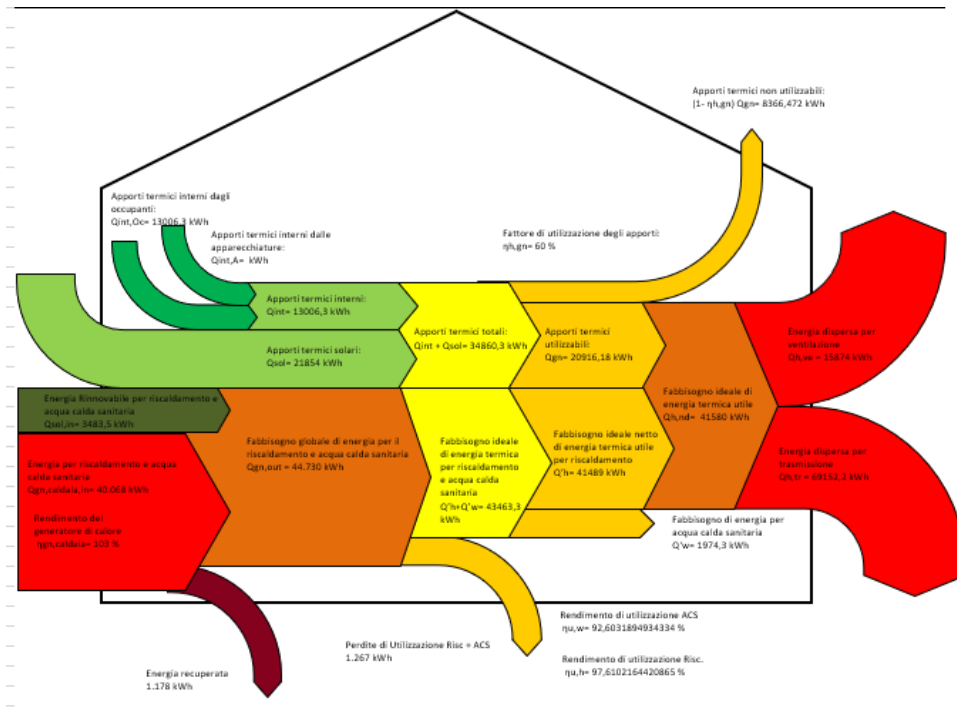 Apporti termici non utilizzabili:
(1- ηh,gn) Qgn= 8366,472 kWh
Apporti termici interni dagli
occupanti:
Qint,Oc= 13006,3 kWh
Apporti termici interni dalle
apparecchiature:
Qint,A=  kWh
Fattore di utilizzazione degli apporti:
ηh,gn= 60 %
Apporti termici interni:
Qint= 13006,3 kWh
Apporti termici solari:
Qsol= 21854 kWh
Apporti termici totali:
Qint + Qsol= 34860,3 kWh
Apporti termici
utilizzabili:
Qgn= 20916,18 kWh
Energia dispersa per
ventilazione
Qh,ve = 15874 kWh
Energia Rinnovabile per riscaldamento e
acqua calda sanitaria
Qsol,in= 3483,5 kWh
Fabbisogno ideale di
energia termica utile
Qh,nd=  41580 kWh
Fabbisogno globale di energia per il
riscaldamento e acqua calda sanitaria
Qgn,out = 44.730 kWh
Fabbisogno ideale
di energia termica
per riscaldamento
e acqua calda
sanitaria
Q'h+Q'w= 43463,3
kWh
Fabbisogno ideale netto
di energia termica utile
per riscaldamento
Q'h= 41489 kWh
Energia dispersa per
trasmissione
Qh,tr = 69152,2 kWh
Energia per riscaldamento e acqua
calda sanitaria
Qgn,caldaia,in= 40.068 kWh
Rendimento del
generatore di calore
ηgn,caldaia= 103 %
Fabbisogno di energia per
acqua calda sanitaria
Q'w= 1974,3 kWh
Rendimento di utilizzazione ACS
ηu,w= 92,6031894934334 %
Perdite di Utilizzazione Risc + ACS
1.267 kWh
Rendimento di utilizzazione Risc.
ηu,h= 97,6102164420865 %
Energia recuperata
1.178 kWh